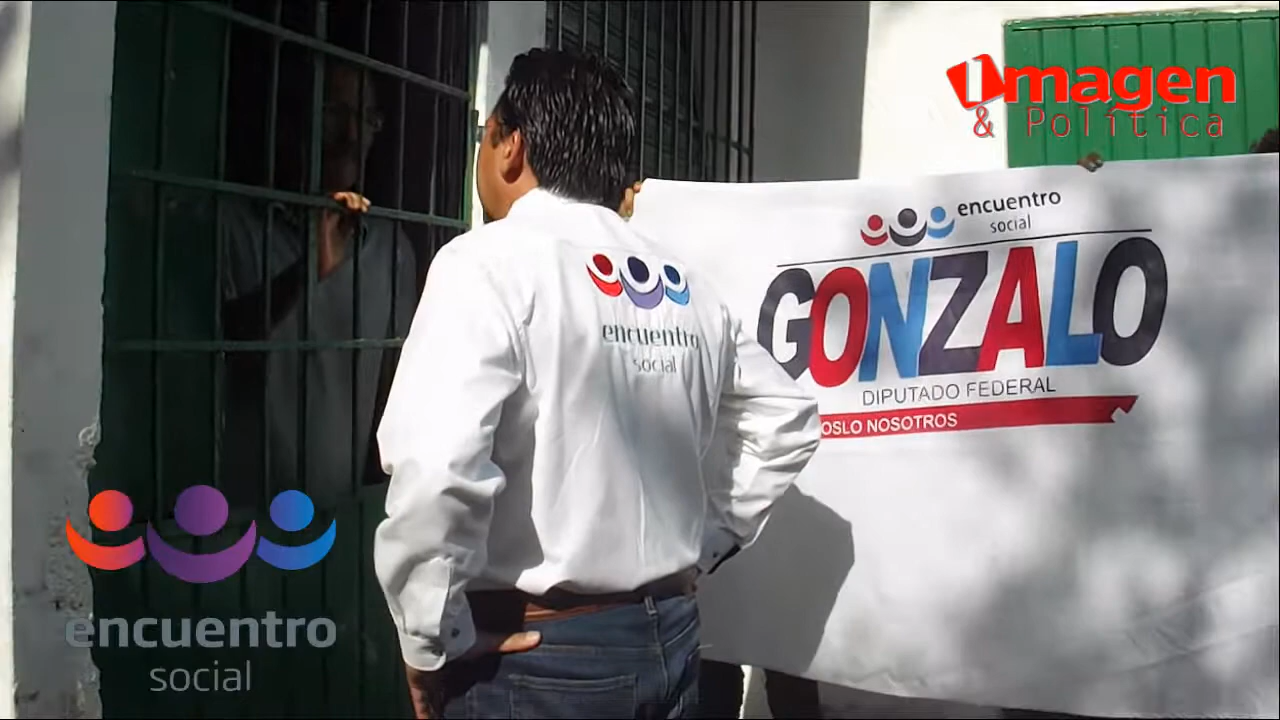 Imagen
& Política
encuentro
social
GONZALO
DIPUTADO FEDERAL
OSLO NOSOTROS
encuentro
social
encuentro
social